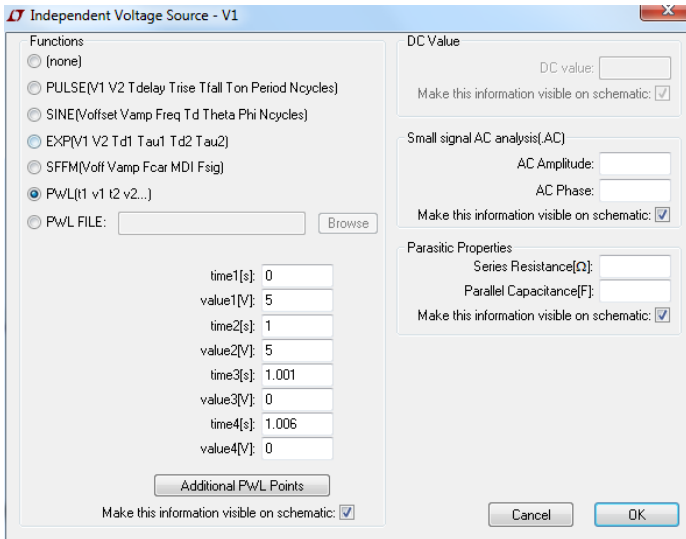 Independent Voltage Source - V1
Functions
(none)
PULSE(V1 V2 Tdelay Trise Tfall Ton Period Ncycles)
SINE(Voffset Vamp Freq Td Theta Phi Ncycles)
EXP(V1 V2 Td1 Tau1 Td2 Tau2)
SFFM(Voff Vamp Fcar MDI Fsig)
PWL(t1 v1 t2 v2...)
PWL FILE: Browse
time1[s]: 0
value1[V]: 5
time2[s]: 1
value2[V]: 5
time3[s]: 1.001
value3[V]: 0
time4[s]: 1.006
value4[V]: 0
Additional PWL Points
Make this information visible on schematic:
DC Value
DC value:
Make this information visible on schematic:
Small signal AC analysis(.AC)
AC Amplitude:
AC Phase:
Make this information visible on schematic:
Parasitic Properties
Series Resistance[Ω]:
Parallel Capacitance[F]:
Make this information visible on schematic:
Cancel OK